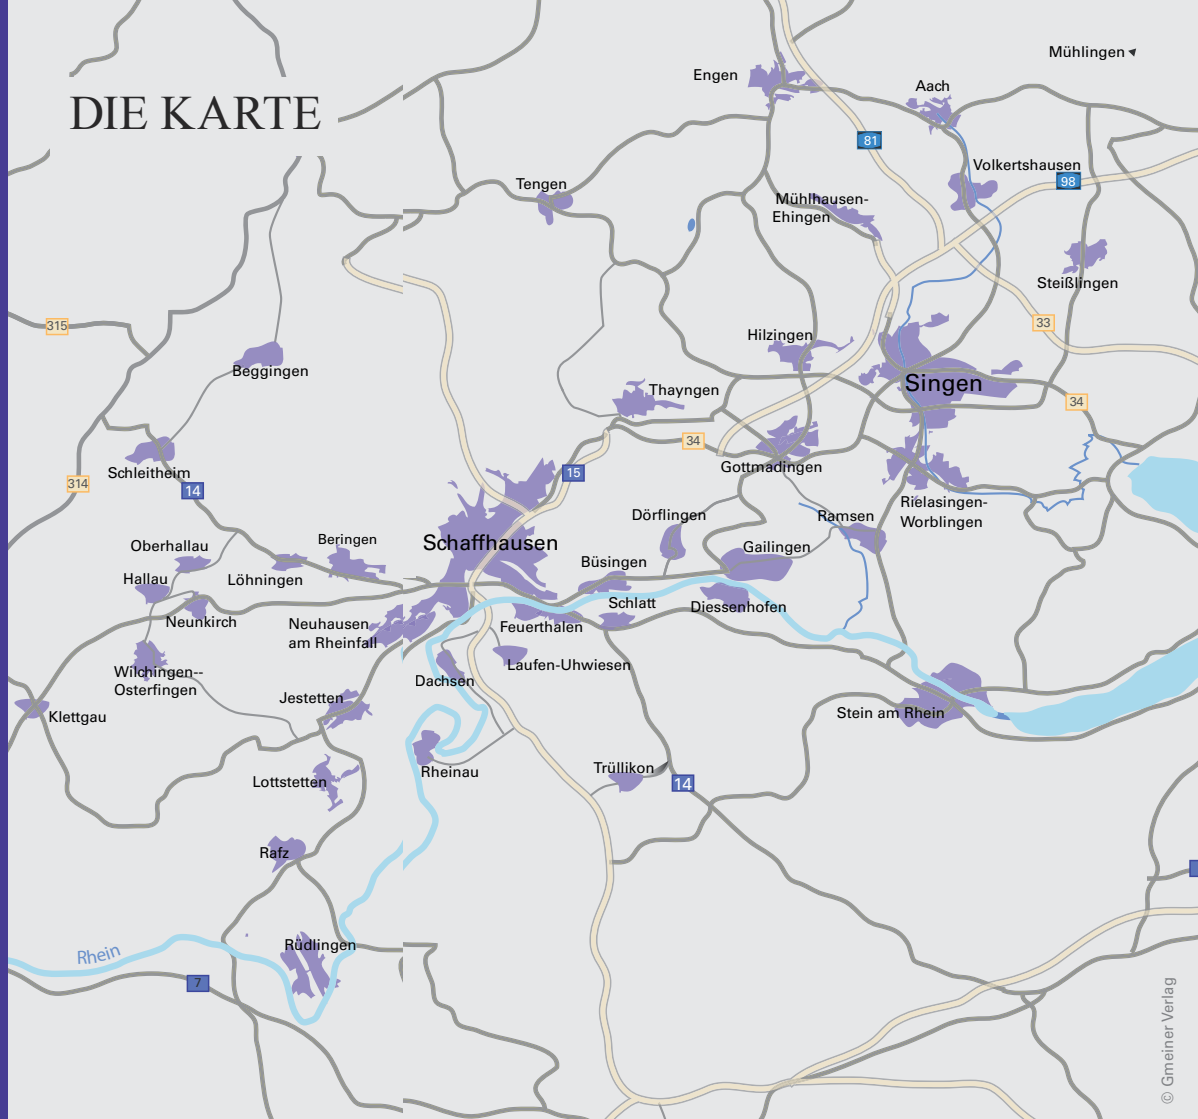 Mühlingen
Engen
Aach
DIE KARTE
81
Volkertshausen
98
Tengen
Mühlhausen-
Ehingen
Steißlingen
315
33
Hilzingen
Beggingen
Singen
Thayngen
34
34
Gottmadingen
Schleitheim
15
314
14
Rielasingen-
Worblingen
Dörflingen
Ramsen
Beringen
Schaffhausen
Oberhallau
Gailingen
Büsingen
Hallau
Löhningen
Schlatt
Diessenhofen
Neunkirch
Neuhausen
am Rheinfall
Feuerthalen
Laufen-Uhwiesen
Wilchingen--
Osterfingen
Dachsen
Jestetten
Klettgau
Stein am Rhein
Rheinau
Trüllikon
Lottstetten
14
Rafz
Rüdlingen
Rhein
7
© Gmeiner Verlag